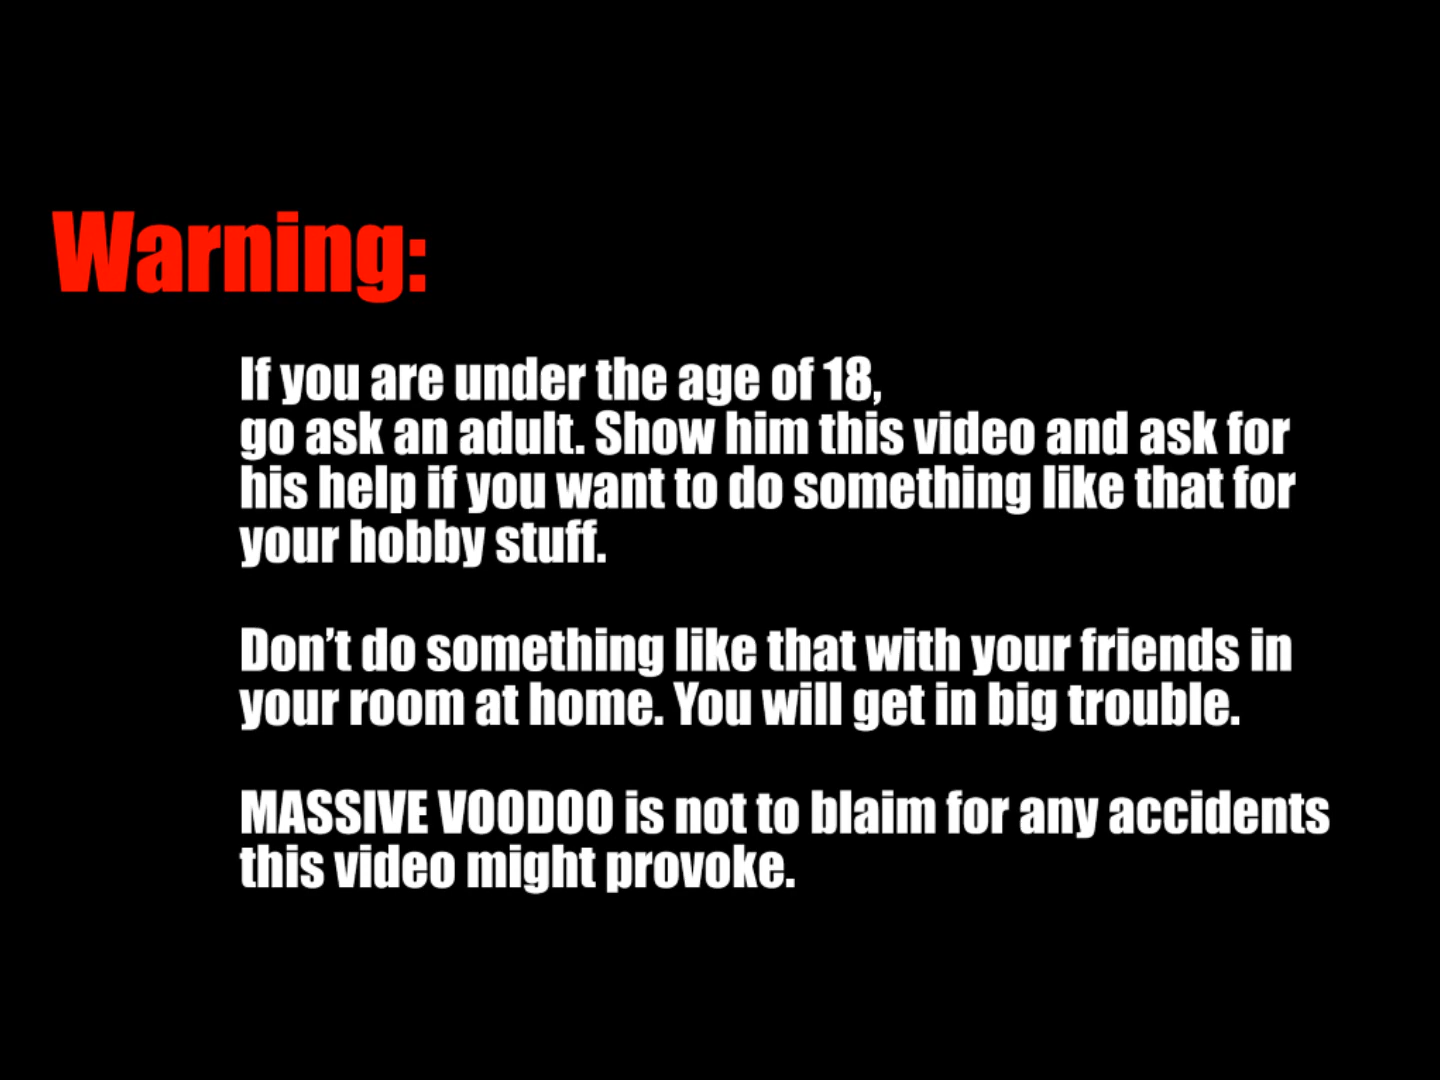 Warning:
If you are under the age of 18,
go ask an adult. Show him this video and ask for
his help if you want to do something like that for
your hobby stuff.
Don't do something like that with your friends in
your room at home. You will get in big trouble.
MASSIVE VOODOO is not to blaim for any accidents
this video might provoke.